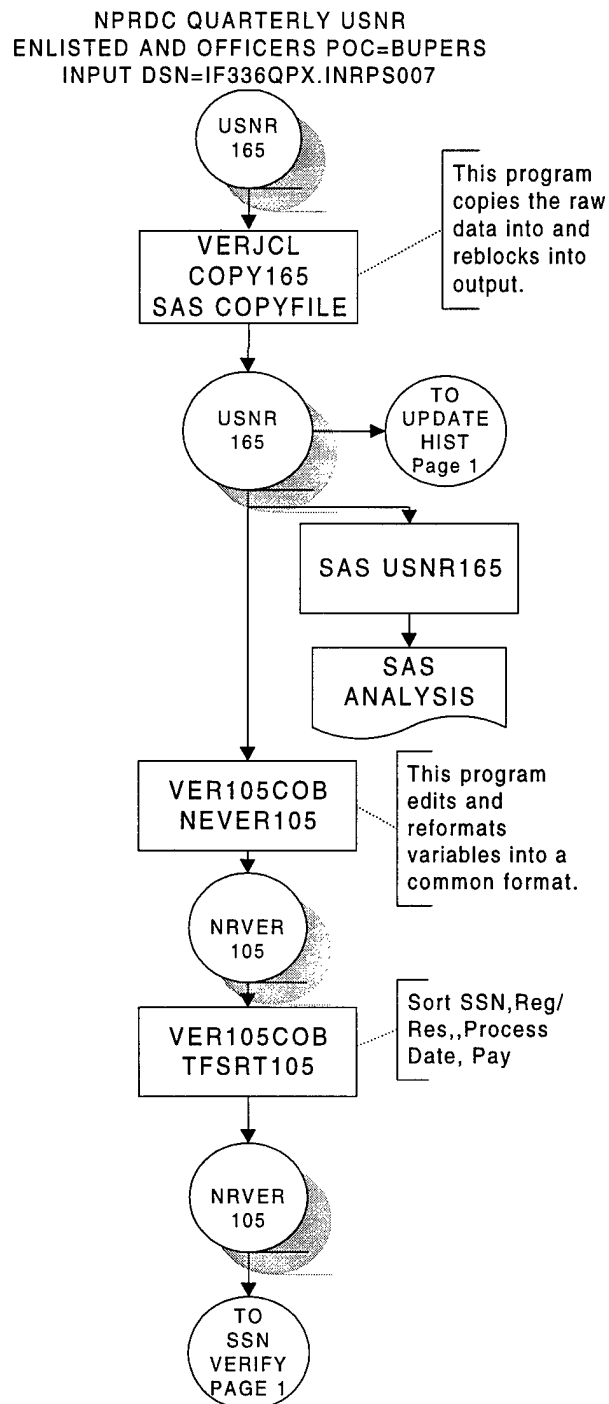 NPRDC QUARTERLY USNR
ENLISTED AND OFFICERS POC=BUPERS
INPUT DSN=IF336QPX.INRPS007
USNR
165
This program
copies the raw
data into and
reblocks into
output.
VERJCL
COPY165
SAS COPYFILE
USNR
165
TO
UPDATE
HIST
Page 1
SAS USNR165
SAS
ANALYSIS
VER105COB
NEVER105
This program
edits and
reformats
variables into a
common format.
NRVER
105
VER105COB
TFSRT105
Sort SSN,Reg/
Res,,Process
Date, Pay
NRVER
105
TO
SSN
VERIFY
PAGE 1